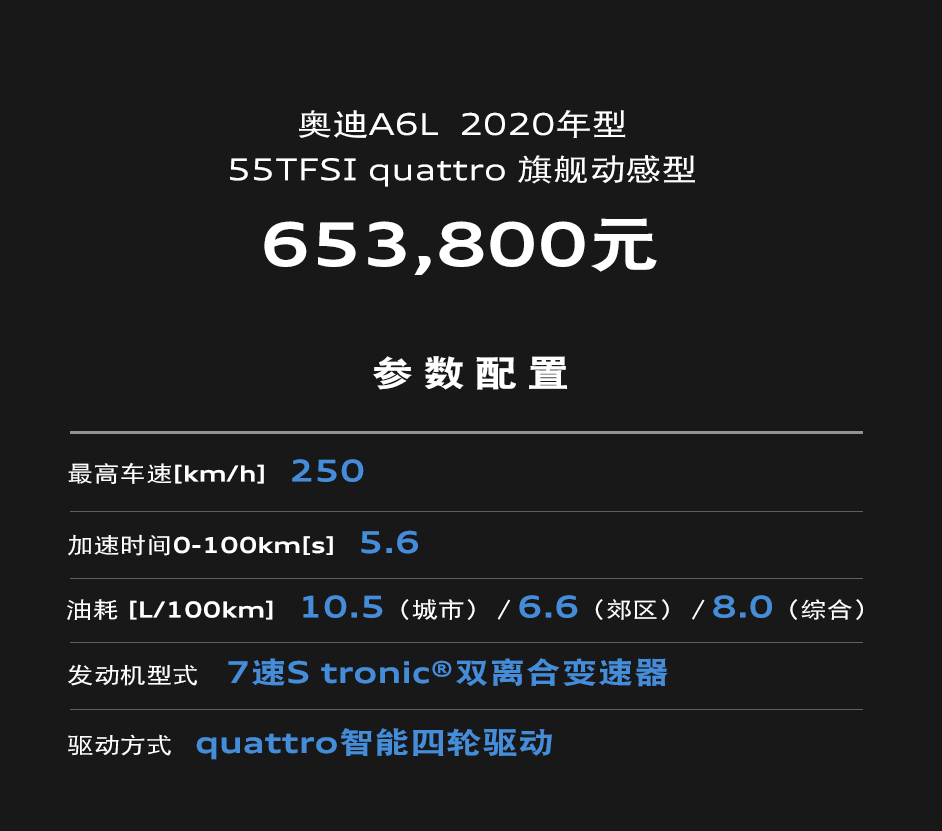 奥迪A6L 2020年型
55TFSI quattro 旗舰动感型
653,800元
参数配置
最高车速[km/h] 250
加速时间0-100km[s] 5.6
油耗 [L/100km] 10.5（城市）/ 6.6（郊区）/ 8.0（综合）
发动机型式 7速S tronic®双离合变速器
驱动方式 quattro智能四轮驱动